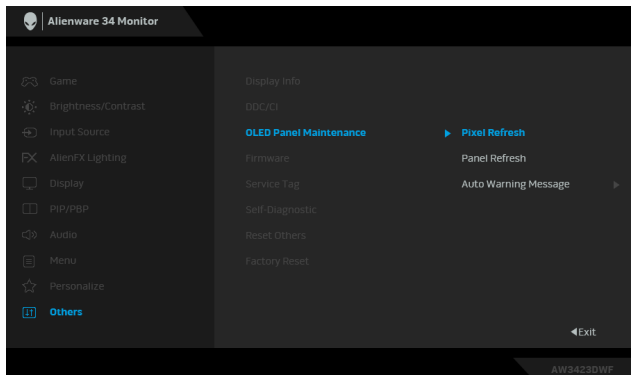 Alienware 34 Monitor
Game
Display Info
Brightness/Contrast
DDC/CI
Input Source
OLED Panel Maintenance
Pixel Refresh
AlienFX Lighting
Firmware
Panel Refresh
Display
Service Tag
Auto Warning Message
PIP/PBP
Self-Diagnostic
Audio
Reset Others
Menu
Factory Reset
Personalize
Others
Exit
AW3423DWF